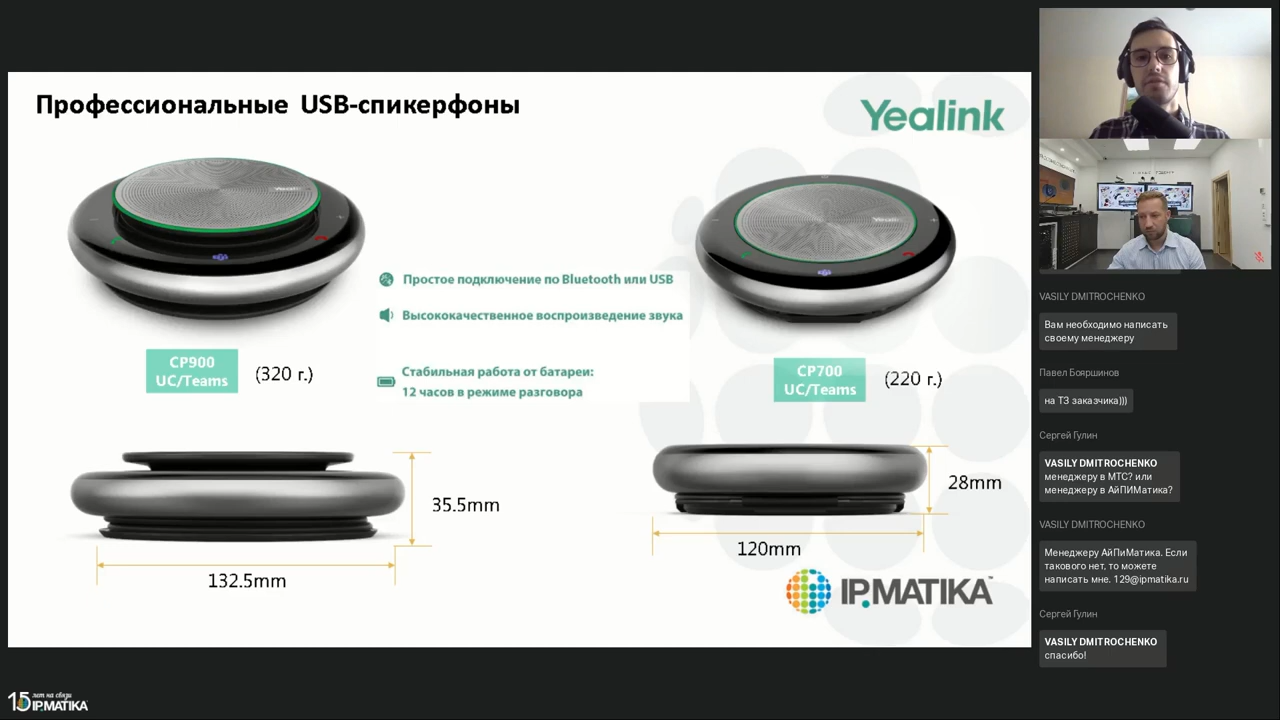 Профессиональные USB-спикерфоны
Yealink
Простое подключение по Bluetooth или USB
Высококачественное воспроизведение звука
Стабильная работа от батареи:
12 часов в режиме разговора
CP900
UC/Teams
(320 г.)
CP700
UC/Teams
(220 г.)
35.5mm
132.5mm
28mm
120mm
IP.MATIKA™
15 лет на связи
IP.MATIKA
VASILY DMITROCHENKO
Вам необходимо написать
своему менеджеру
Павел Бояршинов
на ТЗ заказчика)))
Сергей Гулин
VASILY DMITROCHENKO
менеджеру в МТС? или
менеджеру в АйПИМатика?
VASILY DMITROCHENKO
Менеджеру АйПиМатика. Если
такового нет, то можете
написать мне. 129@ipmatika.ru
Сергей Гулин
VASILY DMITROCHENKO
спасибо!